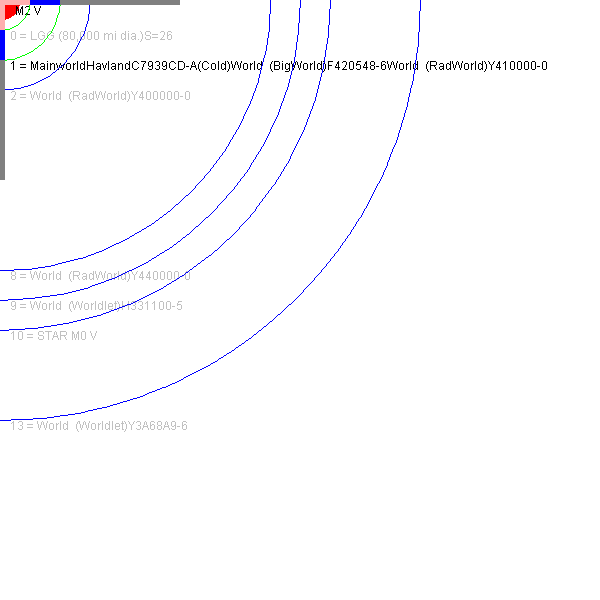 M2 V
0 = LGG (80,000 mi dia.)S=26
1 = MainworldHavlandC7939CD-A(Cold)World (BigWorld)F420548-6World (RadWorld)Y410000-0
2 = World (RadWorld)Y400000-0
8 = World (RadWorld)Y440000-0
9 = World (Worldlet)H331100-5
10 = STAR M0 V
13 = World (Worldlet)Y3A68A9-6